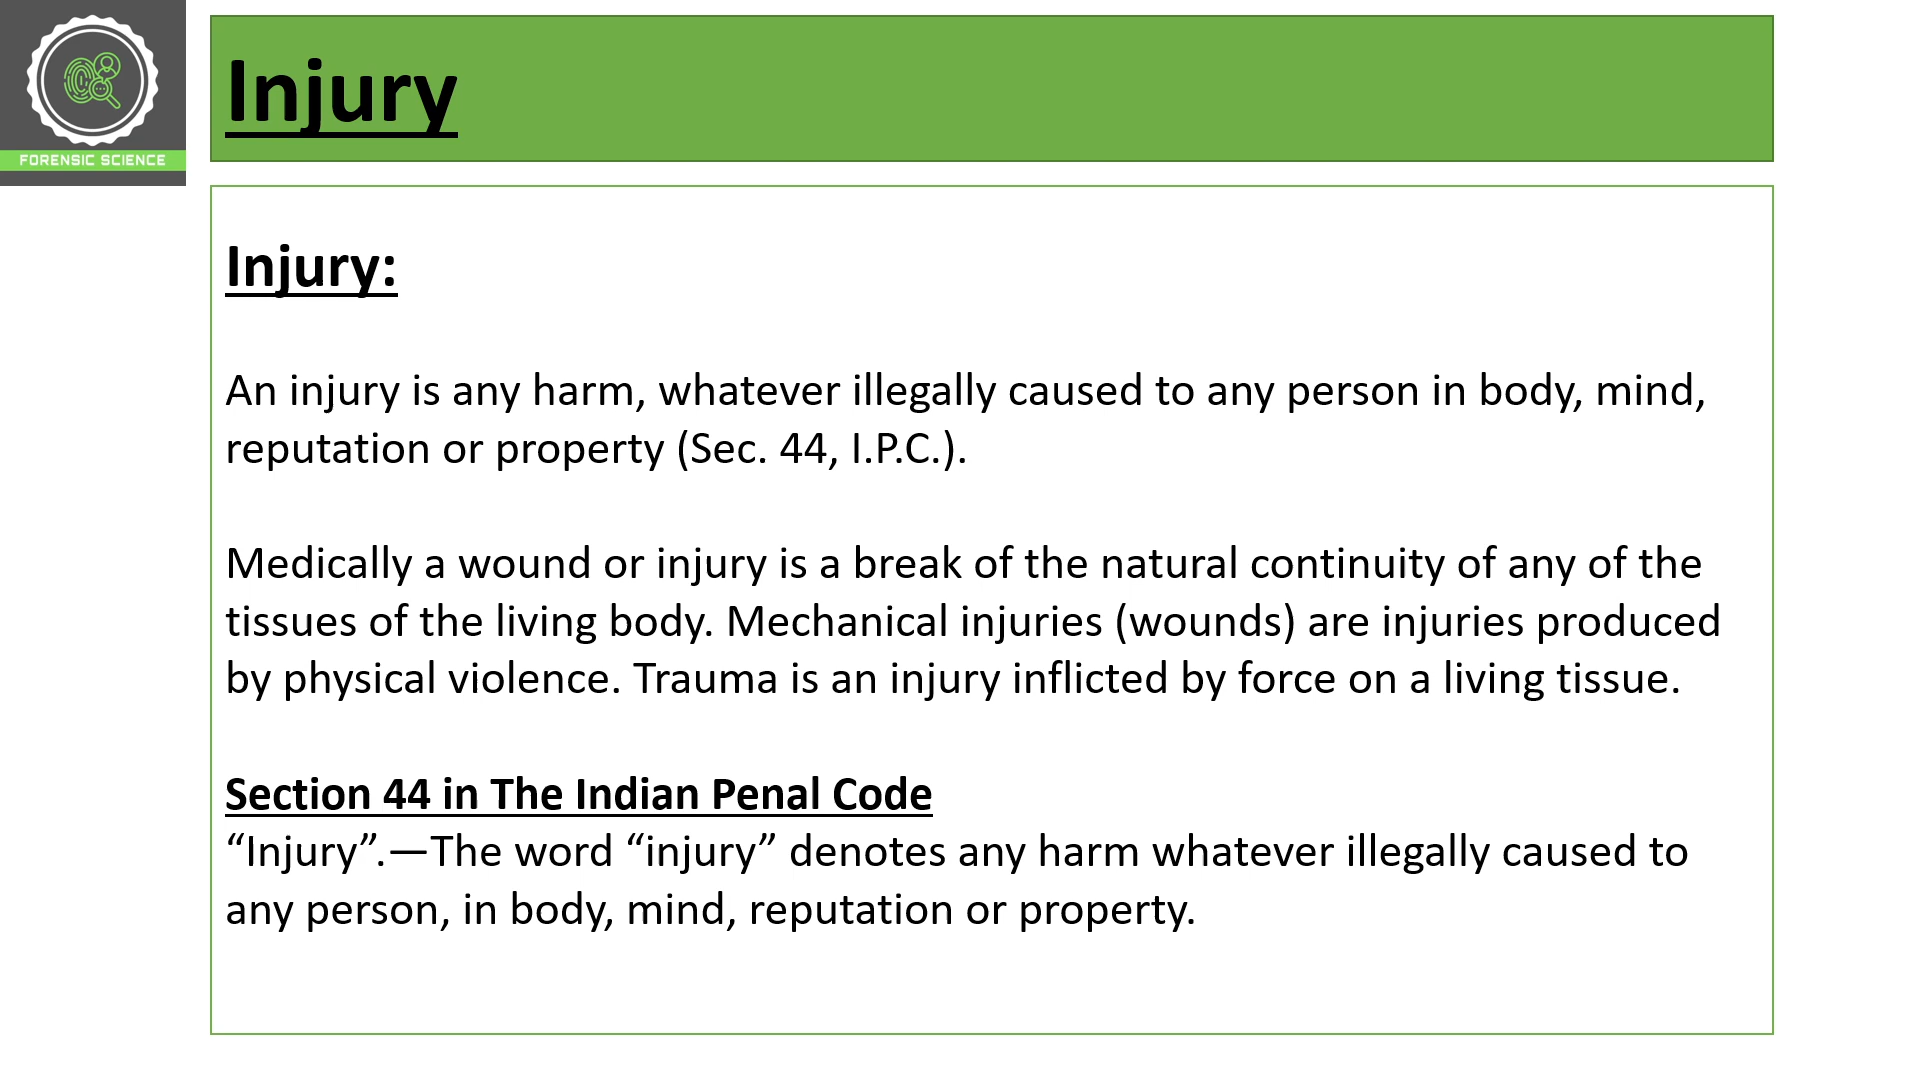 FORENSIC SCIENCE
Injury
Injury:
An injury is any harm, whatever illegally caused to any person in body, mind,
reputation or property (Sec. 44, I.P.C.).
Medically a wound or injury is a break of the natural continuity of any of the
tissues of the living body. Mechanical injuries (wounds) are injuries produced
by physical violence. Trauma is an injury inflicted by force on a living tissue.
Section 44 in The Indian Penal Code
“Injury”.—The word “injury” denotes any harm whatever illegally caused to
any person, in body, mind, reputation or property.